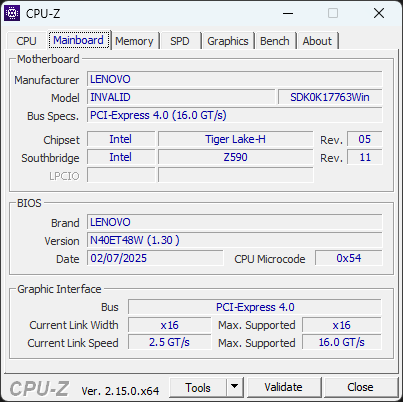 CPU-Z
CPU Mainboard Memory SPD Graphics Bench About
Motherboard
Manufacturer LENOVO
Model INVALID SDK0K17763Win
Bus Specs. PCI-Express 4.0 (16.0 GT/s)
Chipset Intel Tiger Lake-H Rev. 05
Southbridge Intel Z590 Rev. 11
LPCIO
BIOS
Brand LENOVO
Version N40ET48W (1.30 )
Date 02/07/2025 CPU Microcode 0x54
Graphic Interface
Bus PCI-Express 4.0
Current Link Width x16 Max. Supported x16
Current Link Speed 2.5 GT/s Max. Supported 16.0 GT/s
CPU-Z Ver. 2.15.0.x64 Tools Validate Close